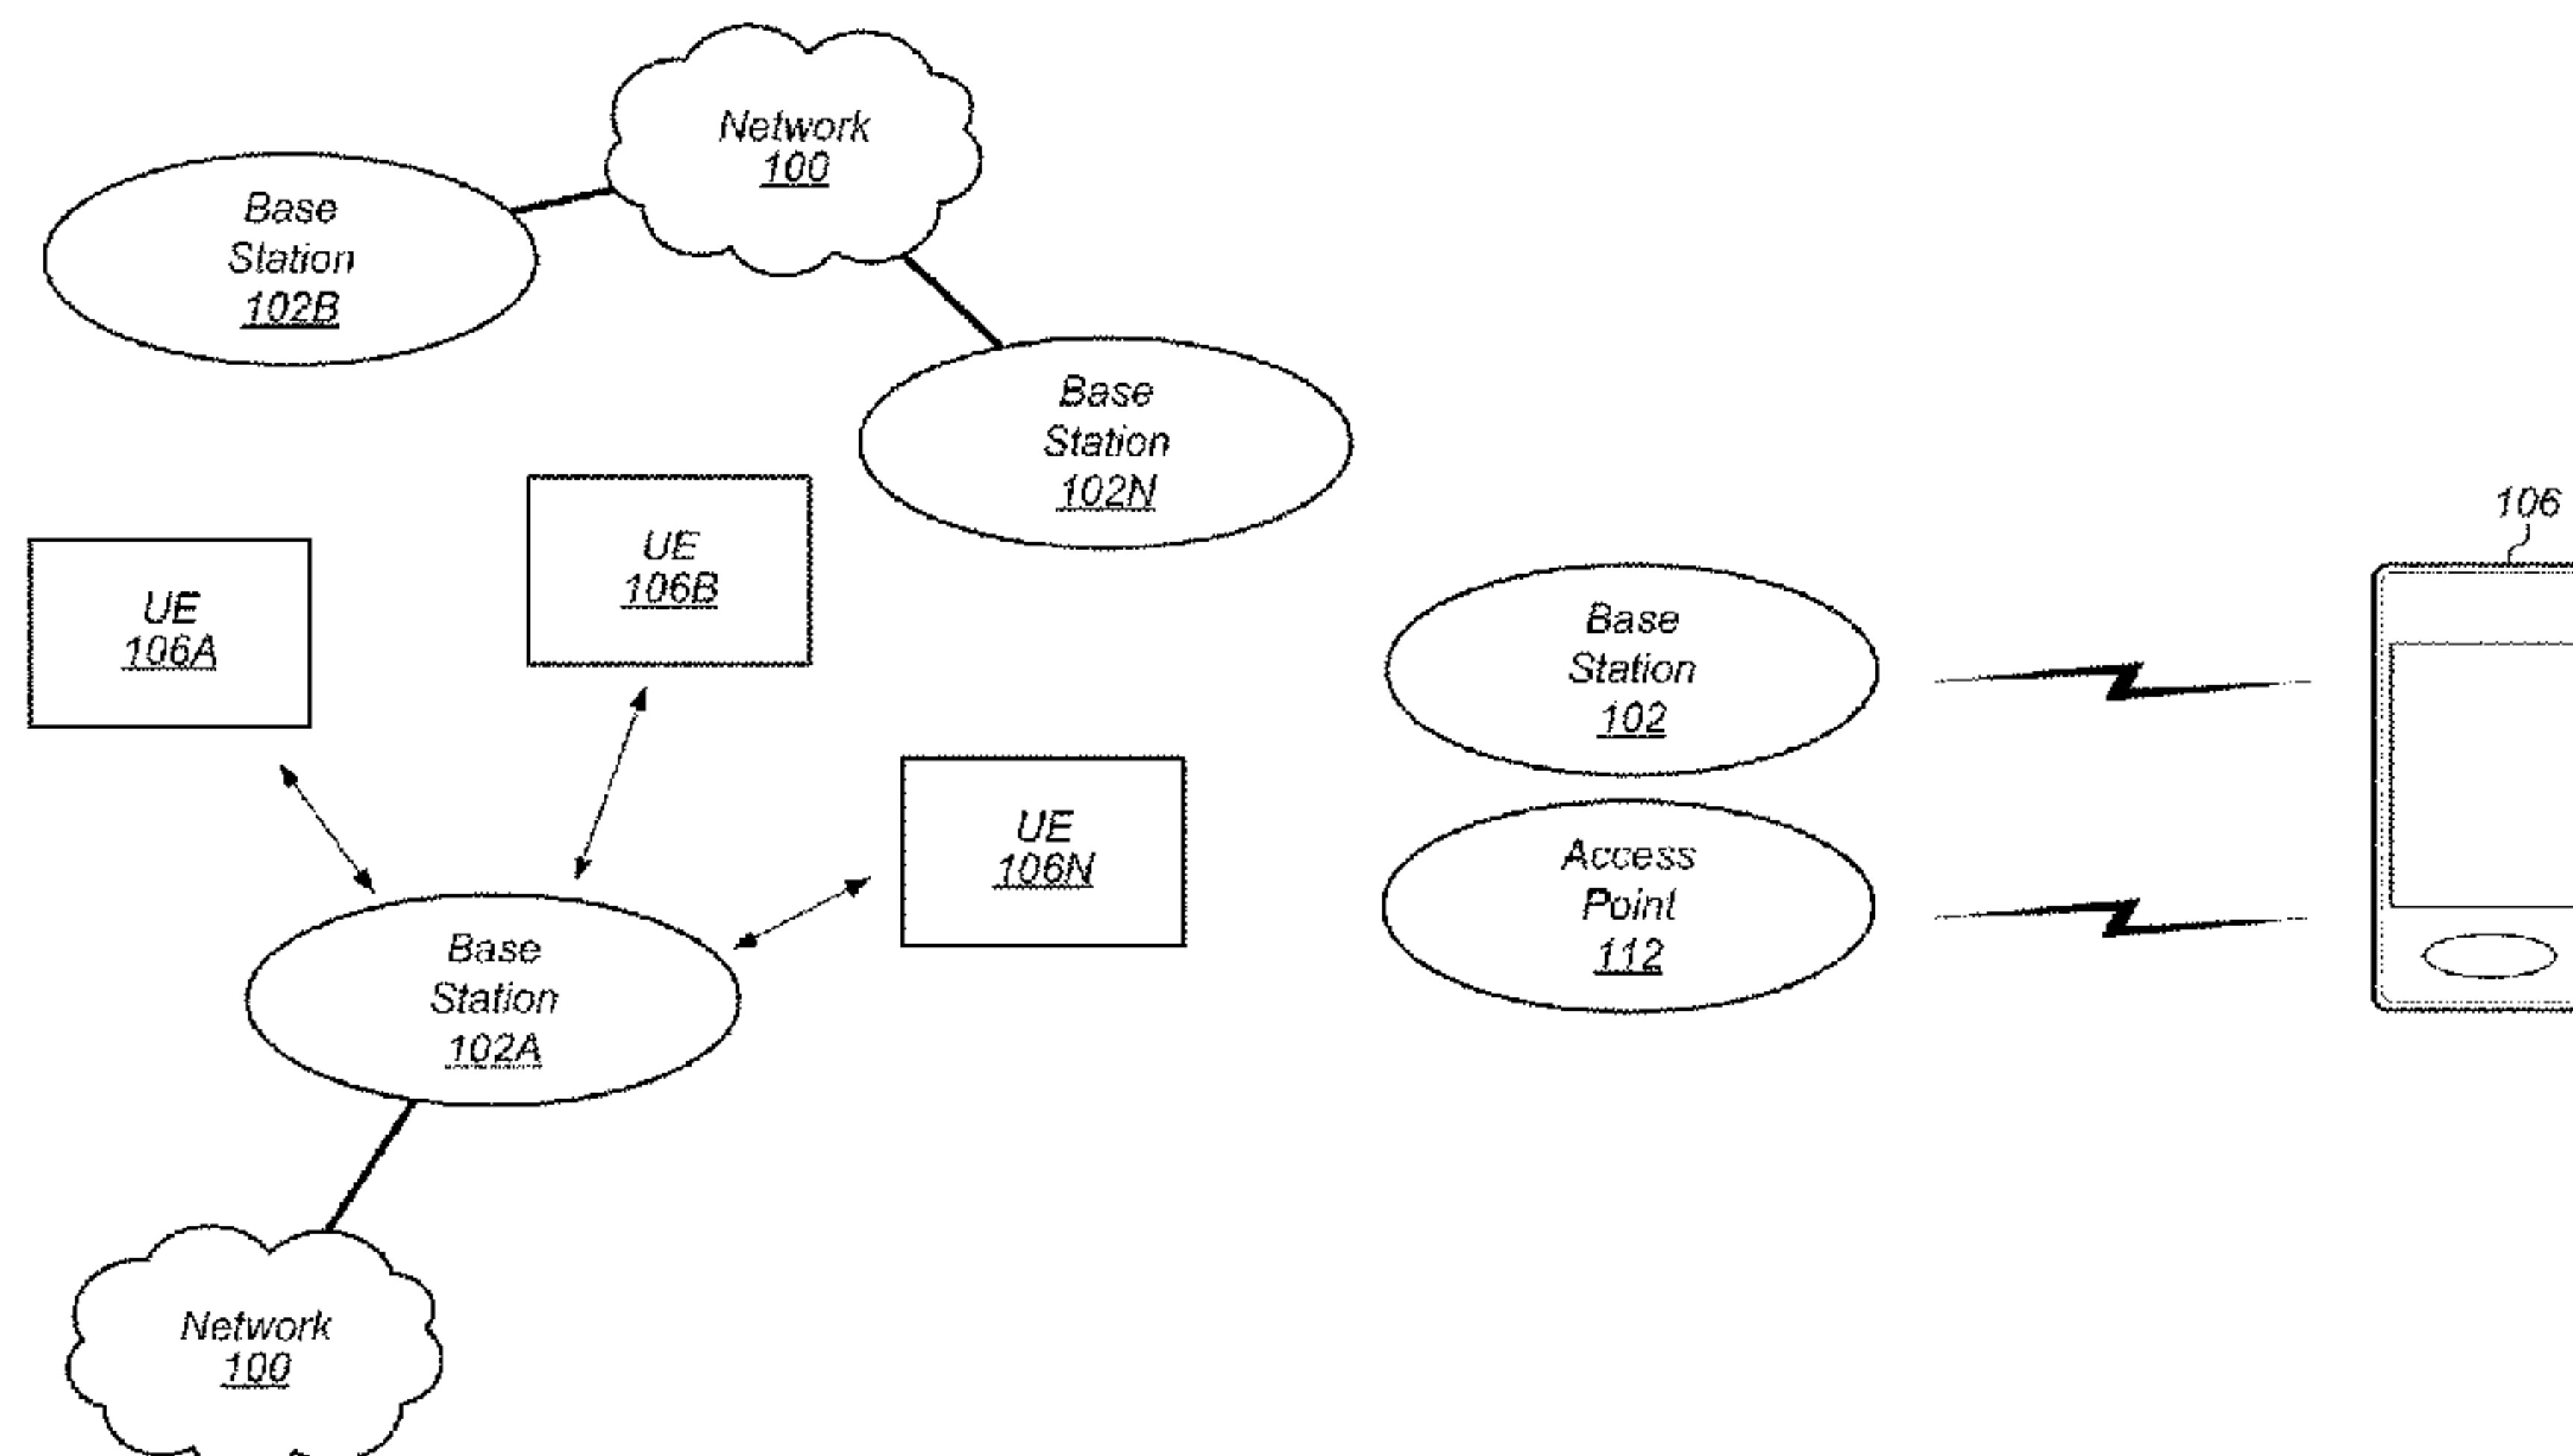 Network
100
Base
Station
102B
Base
Station
102N
UE
106B
UE
106A
UE
106N
Base
Station
102A
Network
100
106
Base
Station
102
Access
Point
112